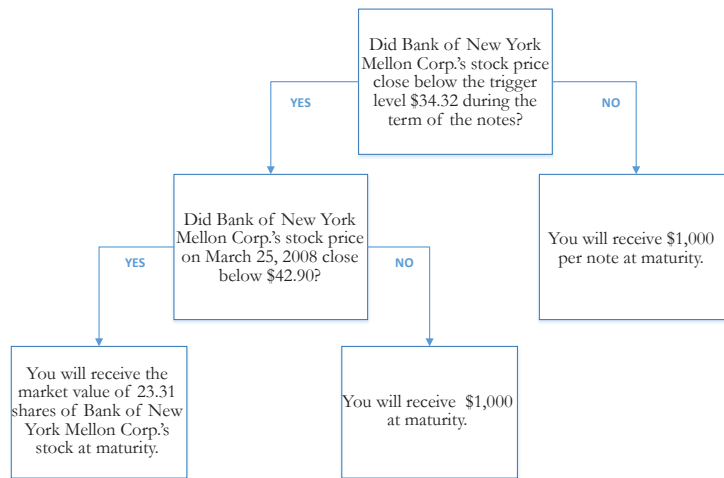 Did Bank of New York
Mellon Corp.'s stock price
close below the trigger
level $34.32 during the
term of the notes?
YES
NO
Did Bank of New York
Mellon Corp.'s stock price
on March 25, 2008 close
below $42.90?
You will receive $1,000
per note at maturity.
YES
NO
You will receive the
market value of 23.31
shares of Bank of New
York Mellon Corp.'s
stock at maturity.
You will receive $1,000
at maturity.